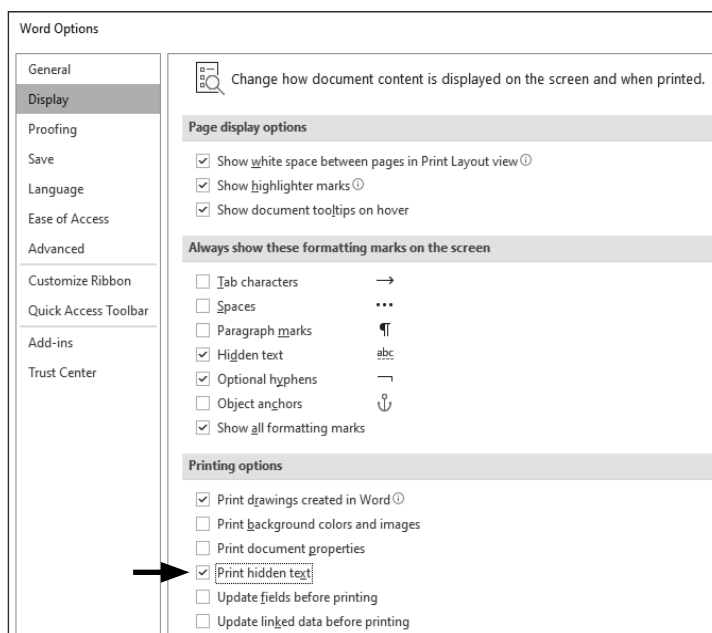 Word Options
General
Display
Proofing
Save
Language
Ease of Access
Advanced
Customize Ribbon
Quick Access Toolbar
Add-ins
Trust Center
Change how document content is displayed on the screen and when printed.
Page display options
Show white space between pages in Print Layout view
Show highlighter marks
Show document tooltips on hover
Always show these formatting marks on the screen
Tab characters →
Spaces •••
Paragraph marks ¶
Hidden text abc
Optional hyphens ¬
Object anchors
Show all formatting marks
Printing options
Print drawings created in Word
Print background colors and images
Print document properties
Print hidden text
Update fields before printing
Update linked data before printing